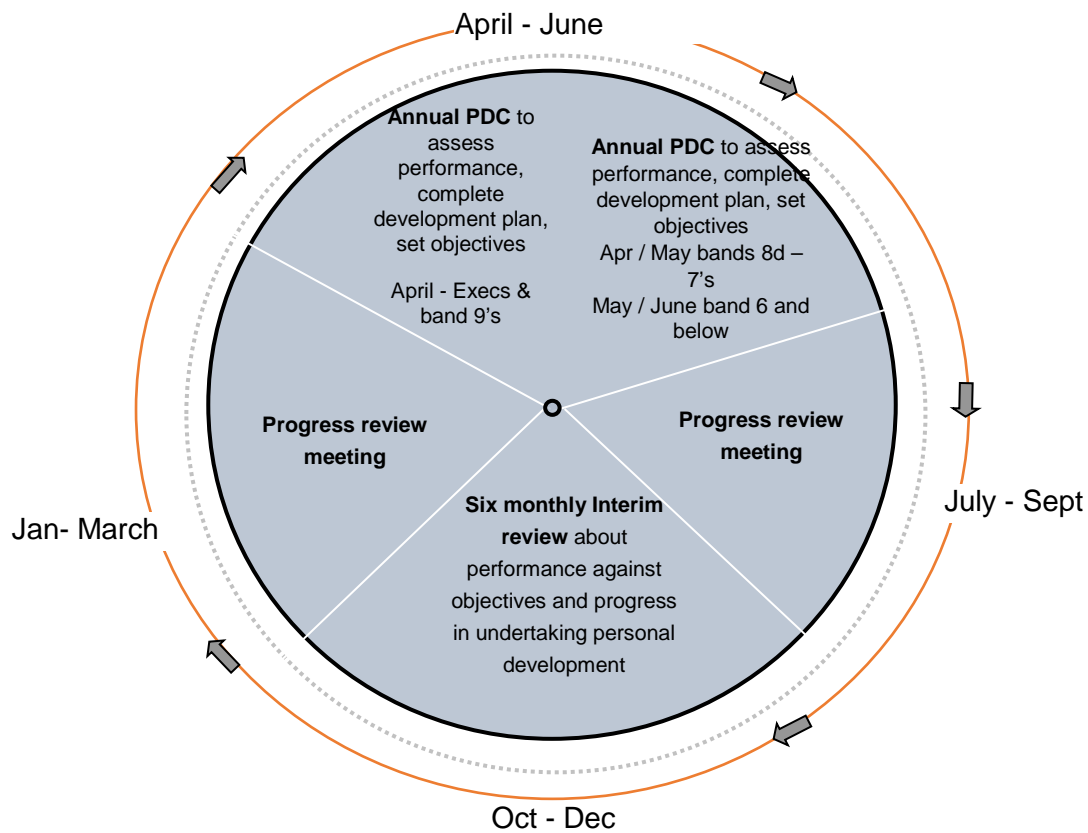 April - June
Annual PDC to
assess
performance,
complete
development plan,
set objectives
April - Execs &
band 9's
Annual PDC to assess
performance, complete
development plan, set
objectives
Apr / May bands 8d –
7's
May / June band 6 and
below
Progress review
meeting
Progress review
meeting
July - Sept
Six monthly Interim
review about
performance against
objectives and progress
in undertaking personal
development
Jan- March
Oct - Dec